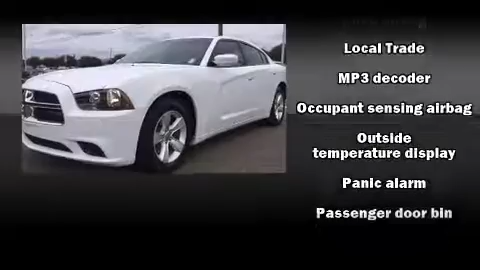 Local Trade
MP3 decoder
Occupant sensing airbag
Outside
temperature display
Panic alarm
Passenger door bin